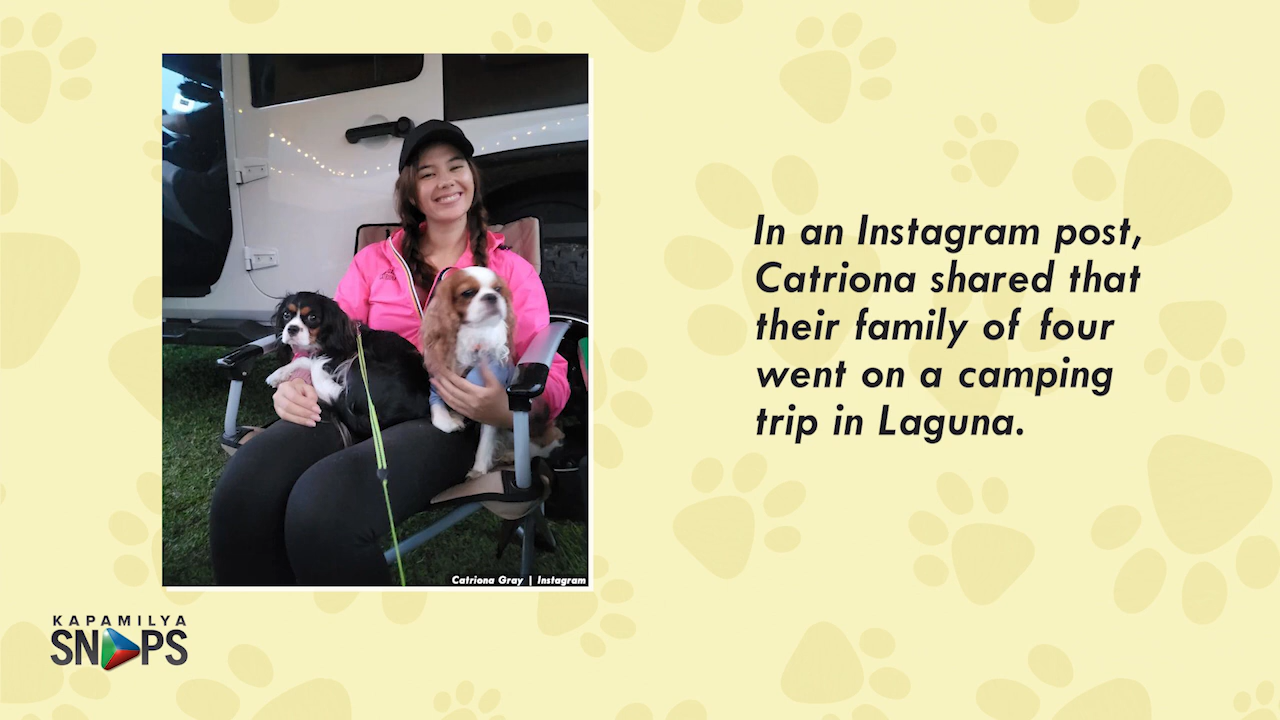 In an Instagram post,
Catriona shared that
their family of four
went on a camping
trip in Laguna.
Catriona Gray | Instagram
KAPAMILYA
SNAPS